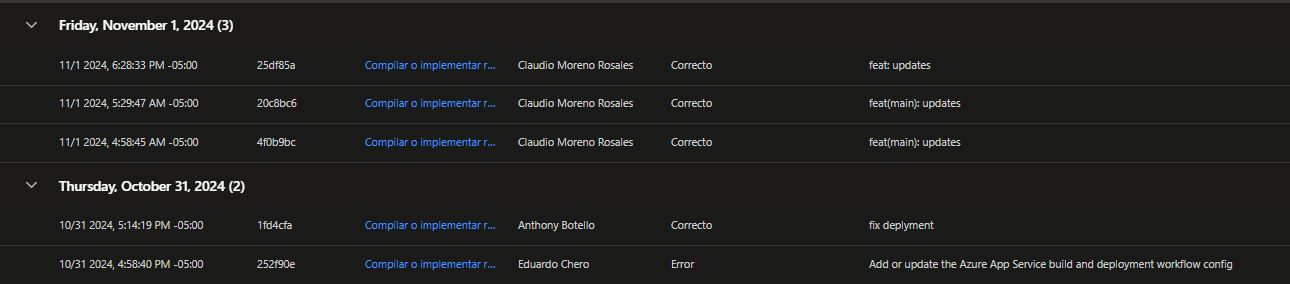 Friday, November 1, 2024 (3)
11/1 2024, 6:28:33 PM -05:00 25df85a Compilar o implementar r... Claudio Moreno Rosales Correcto feat: updates
11/1 2024, 5:29:47 AM -05:00 20c8bc6 Compilar o implementar r... Claudio Moreno Rosales Correcto feat(main): updates
11/1 2024, 4:58:45 AM -05:00 4f0b9bc Compilar o implementar r... Claudio Moreno Rosales Correcto feat(main): updates
Thursday, October 31, 2024 (2)
10/31 2024, 5:14:19 PM -05:00 1fd4cfa Compilar o implementar r... Anthony Botello Correcto fix deplyment
10/31 2024, 4:58:40 PM -05:00 252f90e Compilar o implementar r... Eduardo Chero Error Add or update the Azure App Service build and deployment workflow config